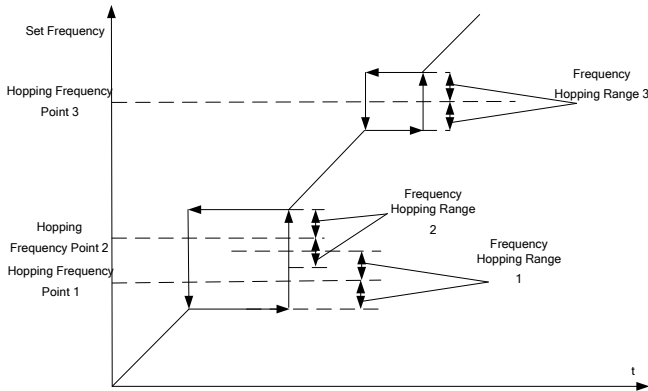 Set Frequency
Hopping Frequency
Point 3
Frequency
Hopping Range 3
Frequency
Hopping Range
2
Hopping
Frequency Point 2
Hopping Frequency
Point 1
Frequency
Hopping Range
1
t